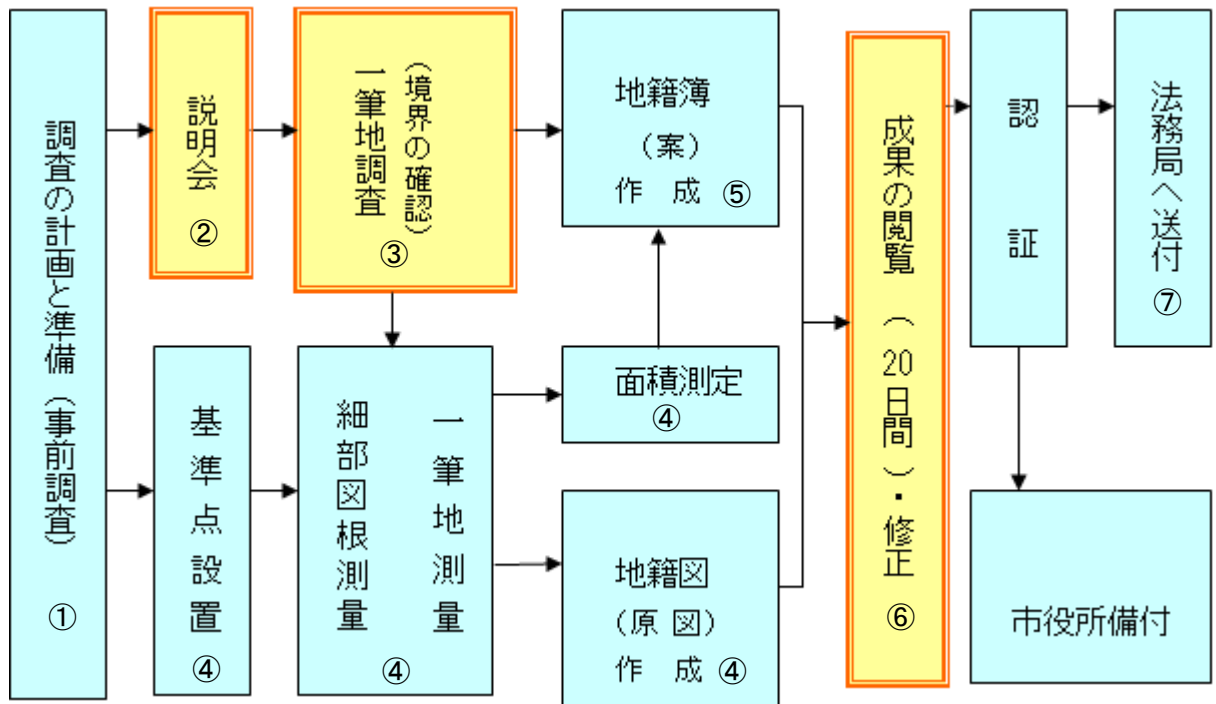 調査の計画と準備（事前調査）
①
説明会
②
（境界の確認）
一筆地調査
③
地籍簿
（案）
作 成 ⑤
基準点設置
④
一筆地測量
細部図根測量
④
面積測定
④
地籍図
（原 図）
作 成 ④
成果の閲覧 （20日間）・修正
⑥
認 証
法務局へ送付
⑦
市役所備付